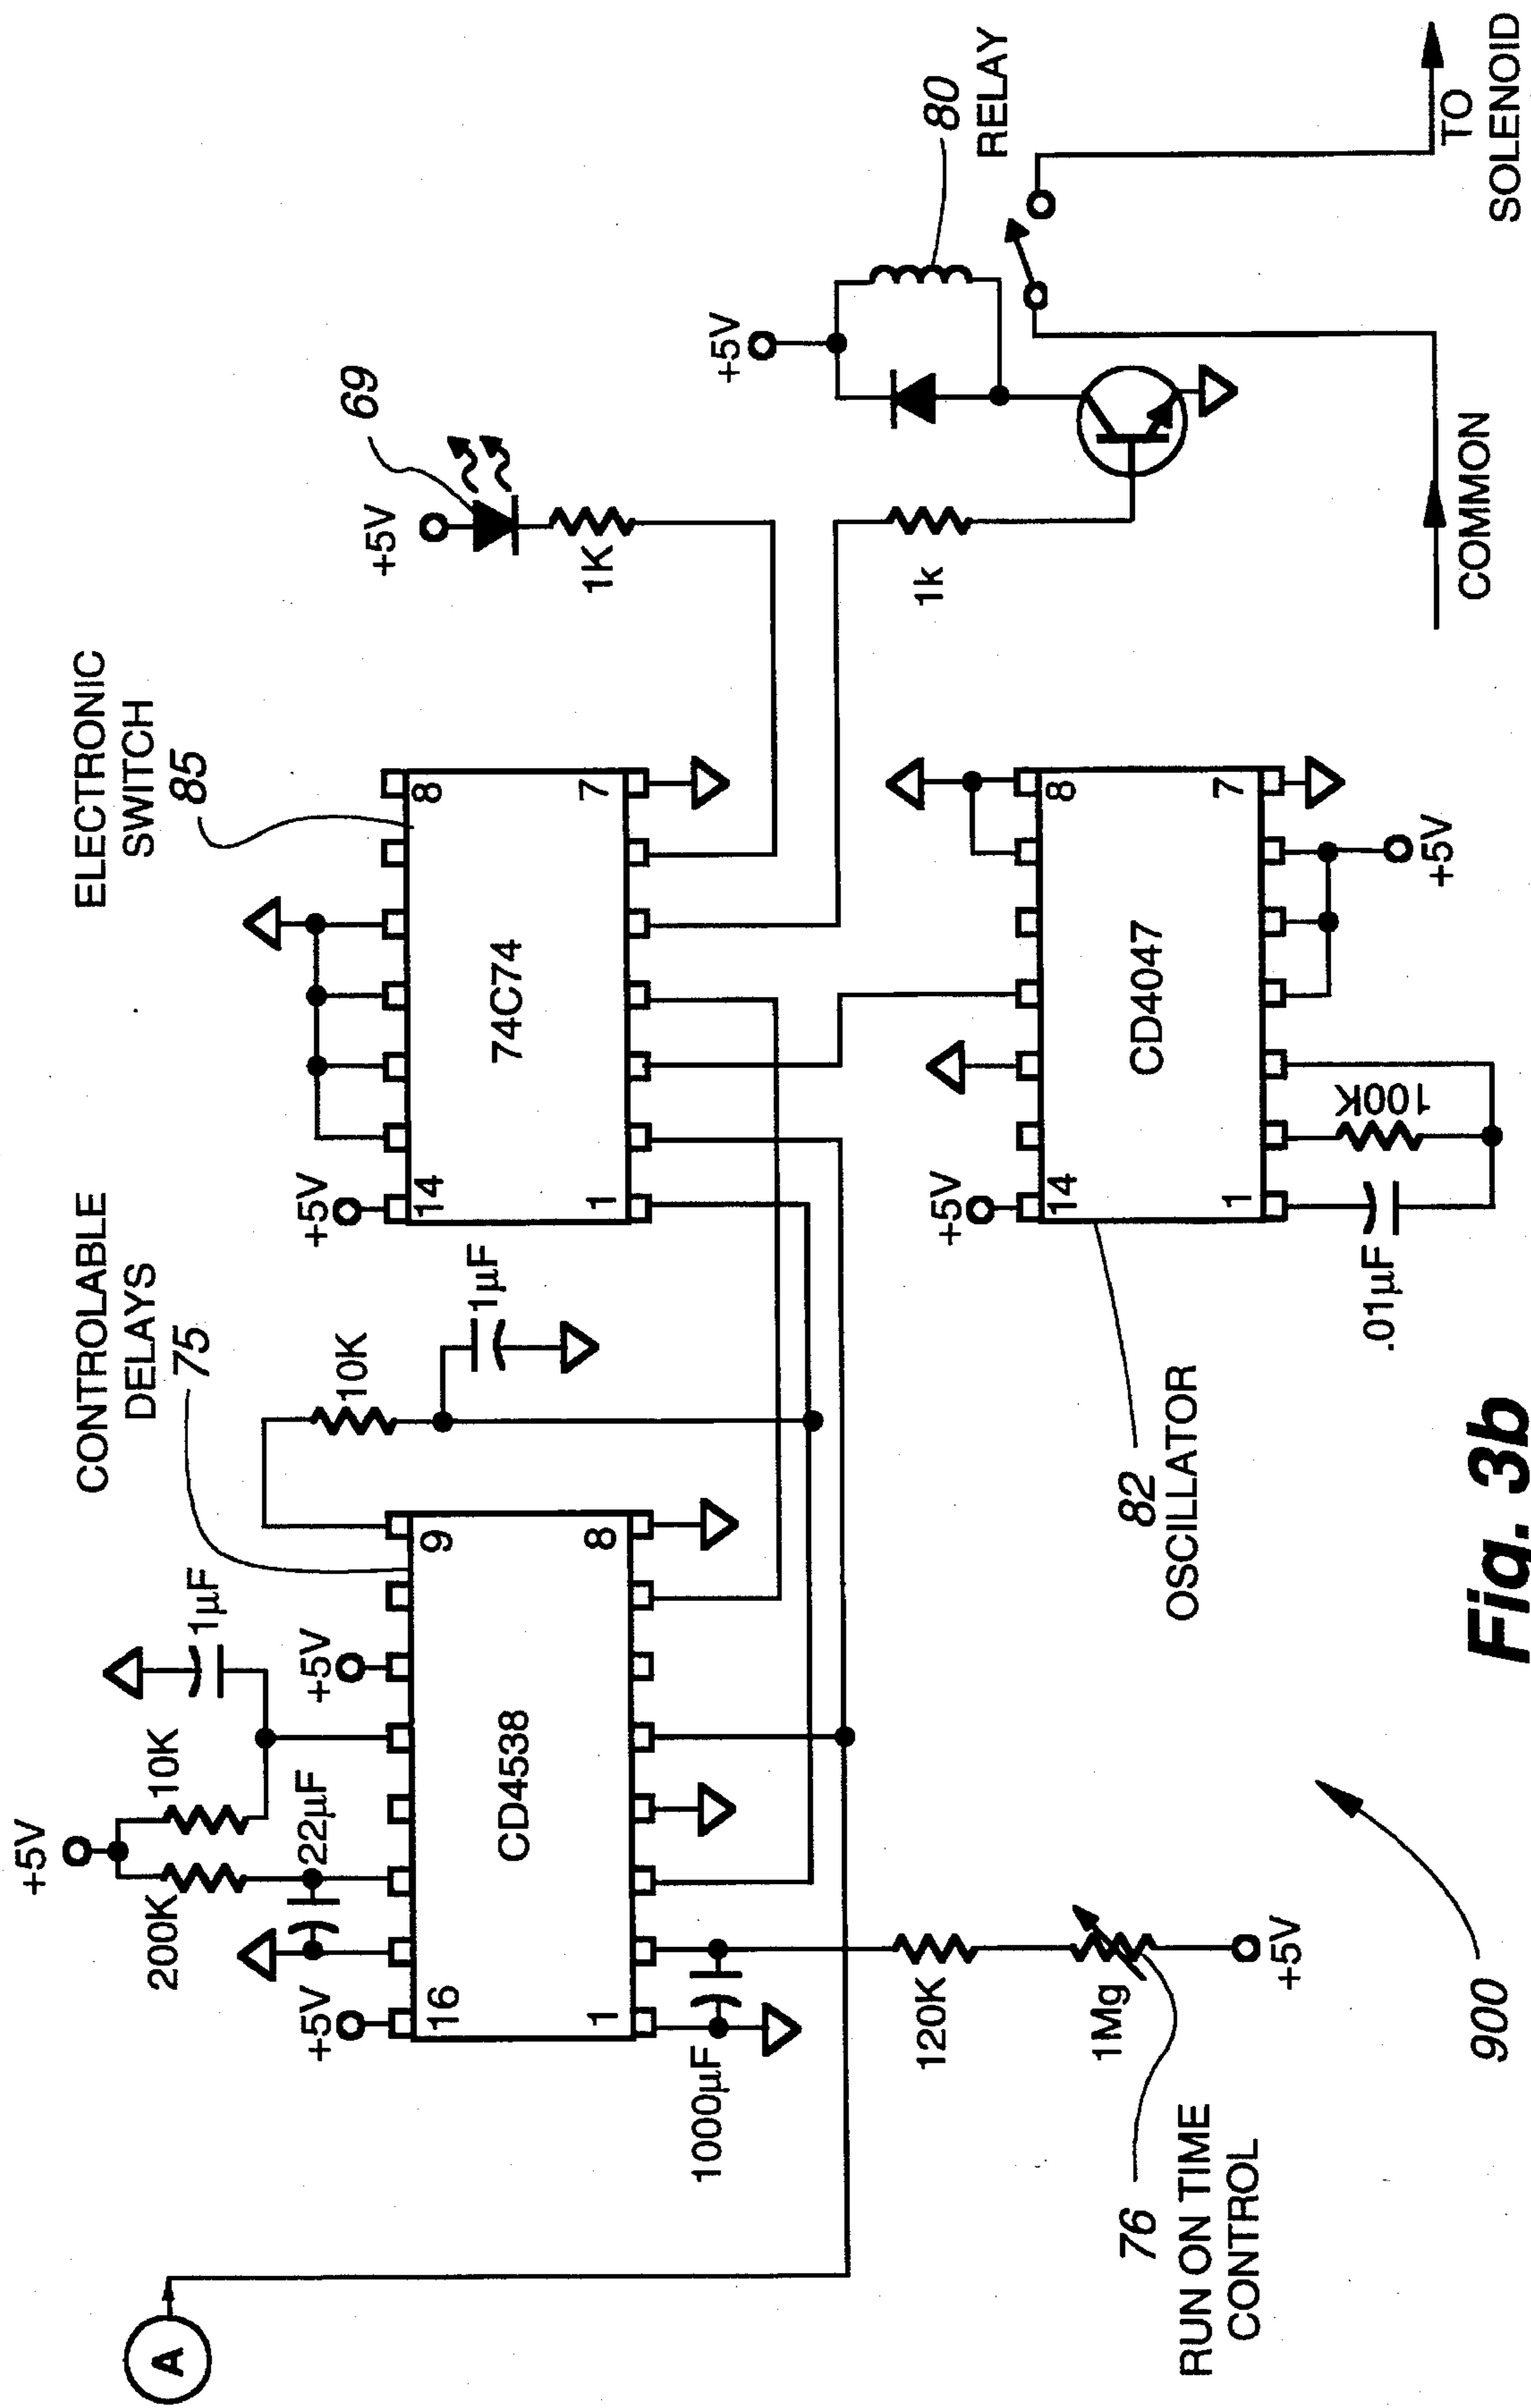 A
+5V
200K
10K
1µF
22µF
+5V
+5V
CONTROLABLE
DELAYS
75
16
9
CD4538
1
8
10K
1µF
1000µF
120K
1Mg
+5V
76
RUN ON TIME
CONTROL
ELECTRONIC
SWITCH
85
+5V
14
8
74C74
1
7
+5V
69
1K
1k
+5V
80
RELAY
+5V
14
8
CD4047
1
7
82
OSCILLATOR
.01µF
100K
+5V
COMMON
TO
SOLENOID
900
Fig. 3b